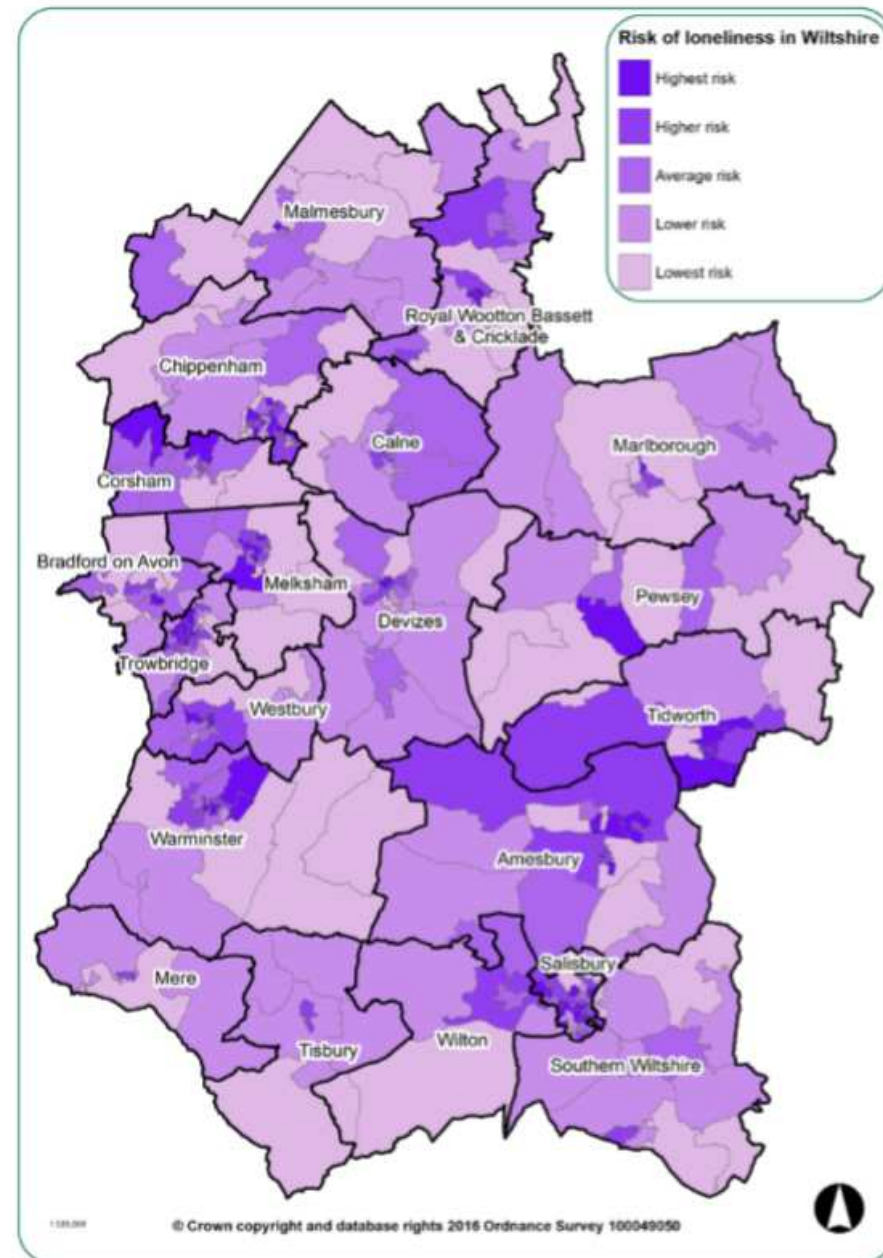 Risk of loneliness in Wiltshire
Highest risk
Higher risk
Average risk
Lower risk
Lowest risk
Malmesbury
Royal Wootton Bassett
& Cricklade
Chippenham
Calne
Marlborough
Corsham
Bradford on Avon
Melksham
Pewsey
Devizes
Trowbridge
Westbury
Tidworth
Warminster
Amesbury
Salisbury
Mere
Wilton
Tisbury
Southern Wiltshire
© Crown copyright and database rights 2016 Ordnance Survey 100049050